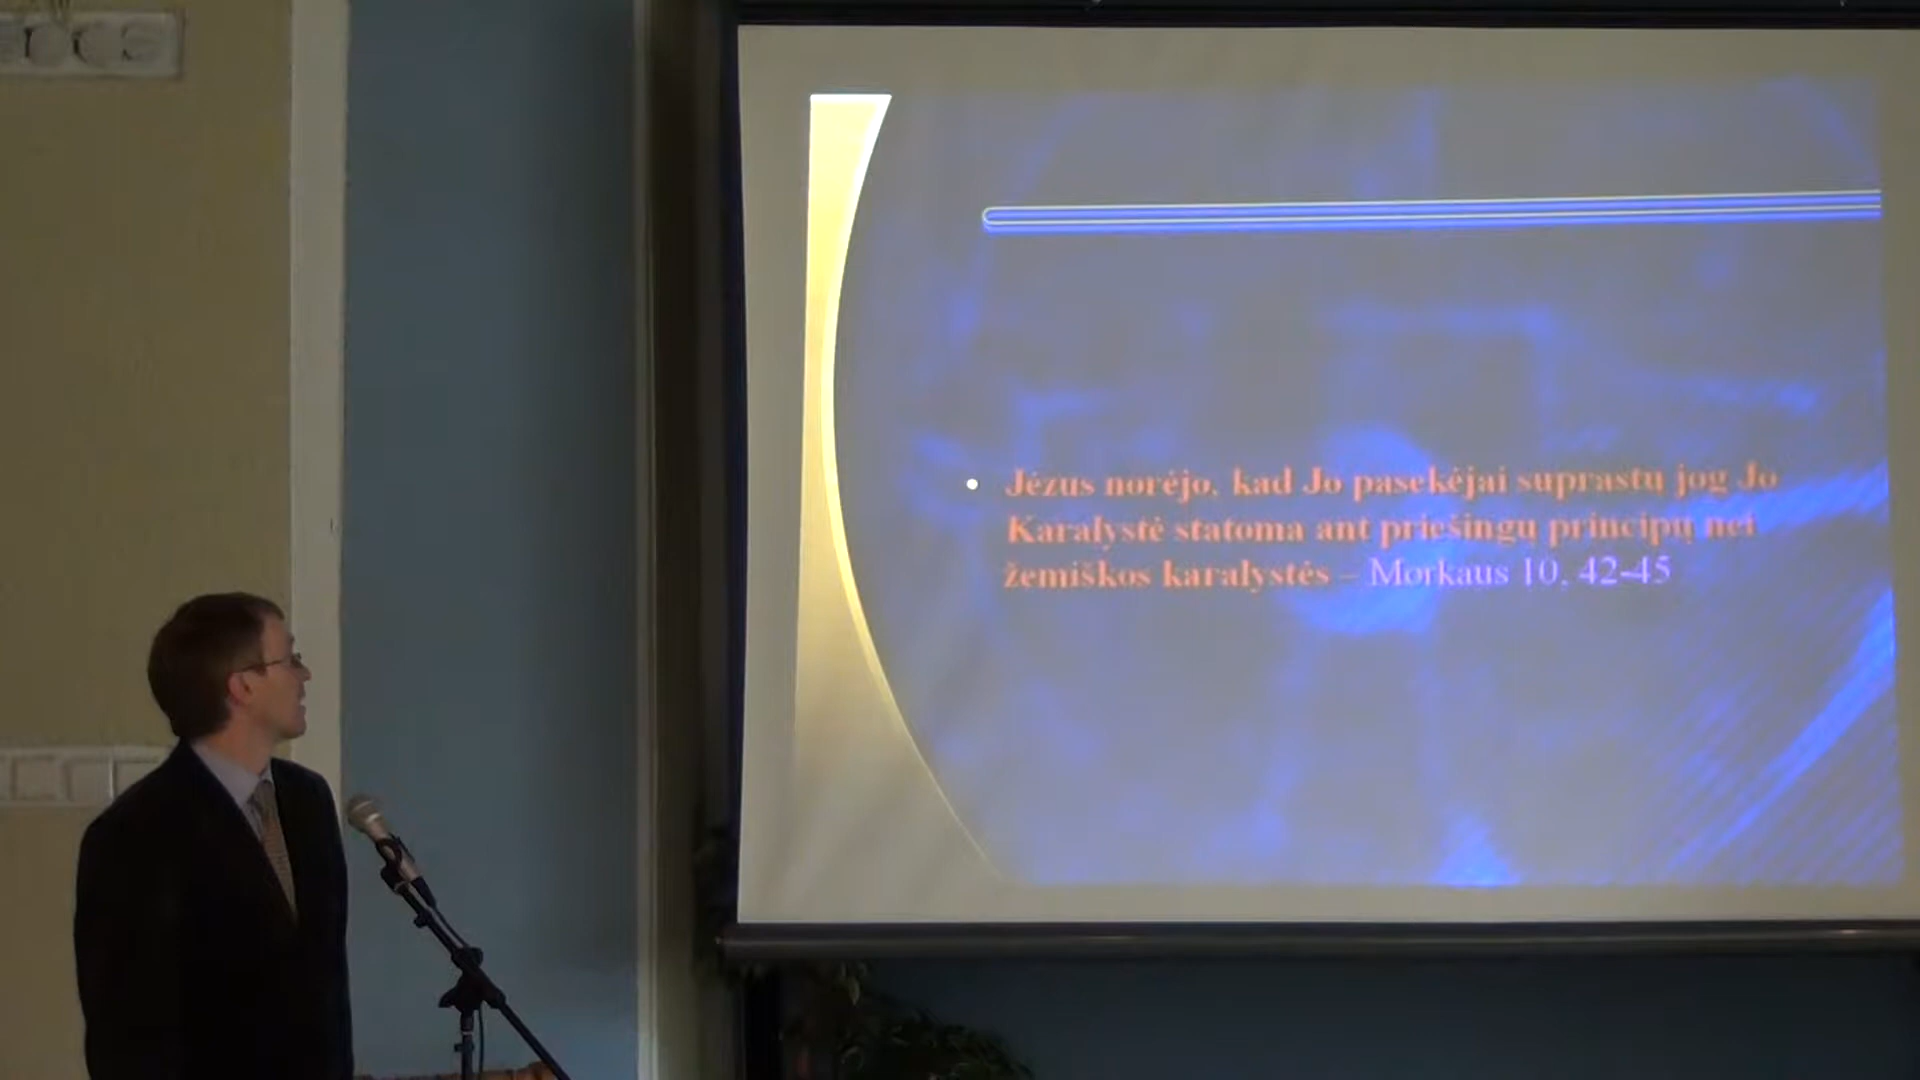 Jėzus norėjo, kad Jo pasekėjai suprastų jog Jo
Karalystė statoma ant priešingų principų nei
žemiškos karalystės – Morkaus 10, 42-45